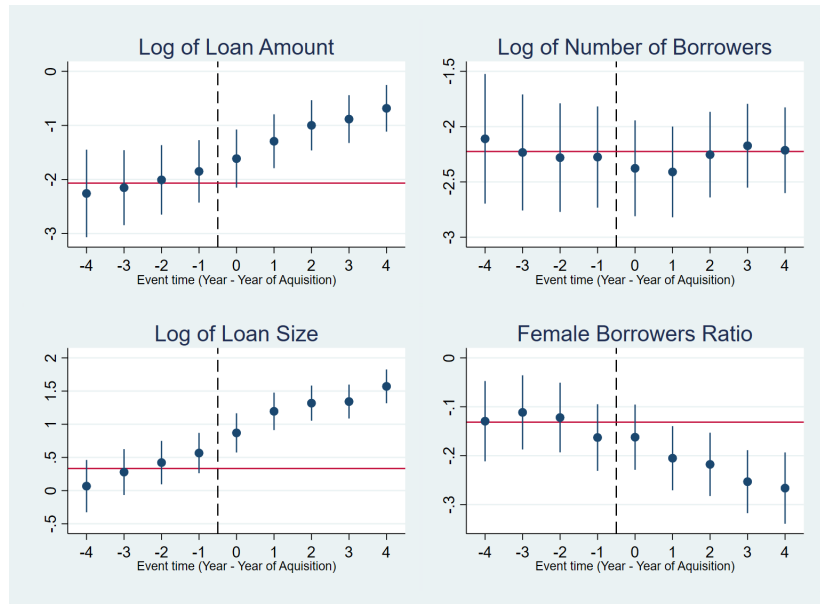 Log of Loan Amount
0
-1
-2
-3
-4 -3 -2 -1 0 1 2 3 4
Event time (Year - Year of Aquisition)
Log of Number of Borrowers
-1.5
-2
-2.5
-3
-4 -3 -2 -1 0 1 2 3 4
Event time (Year - Year of Aquisition)
Log of Loan Size
2
1.5
1
.5
0
-.5
-4 -3 -2 -1 0 1 2 3 4
Event time (Year - Year of Aquisition)
Female Borrowers Ratio
0
-.1
-.2
-.3
-4 -3 -2 -1 0 1 2 3 4
Event time (Year - Year of Aquisition)